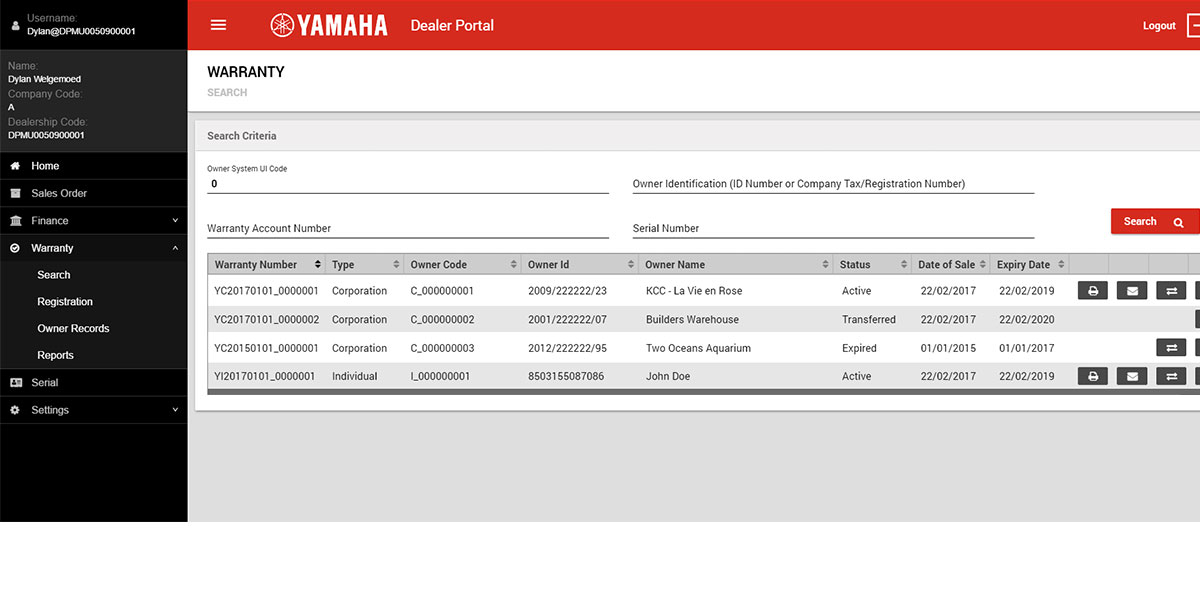 Username:
Dylan@DPMU0050900001
Name:
Dylan Welgemoed
Company Code:
A
Dealership Code:
DPMU0050900001
Home
Sales Order
Finance
Warranty
Search
Registration
Owner Records
Reports
Serial
Settings
YAMAHA Dealer Portal Logout
WARRANTY
SEARCH
Search Criteria
Owner System UI Code
0
Owner Identification (ID Number or Company Tax/Registration Number)
Warranty Account Number Serial Number
Search
Warranty Number Type Owner Code Owner Id Owner Name Status Date of Sale Expiry Date
YC20170101_0000001 Corporation C_000000001 2009/222222/23 KCC - La Vie en Rose Active 22/02/2017 22/02/2019
YC20170101_0000002 Corporation C_000000002 2001/222222/07 Builders Warehouse Transferred 22/02/2017 22/02/2020
YC20150101_0000001 Corporation C_000000003 2012/222222/95 Two Oceans Aquarium Expired 01/01/2015 01/01/2017
YI20170101_0000001 Individual I_000000001 8503155087086 John Doe Active 22/02/2017 22/02/2019